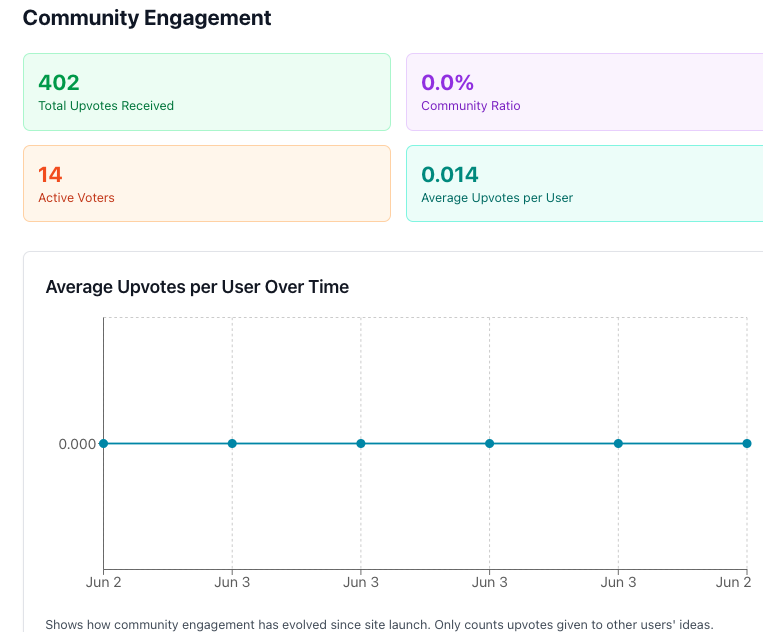 Community Engagement
402
Total Upvotes Received
0.0%
Community Ratio
14
Active Voters
0.014
Average Upvotes per User
Average Upvotes per User Over Time
0.000
Jun 2
Jun 3
Jun 3
Jun 3
Jun 3
Jun 2
Shows how community engagement has evolved since site launch. Only counts upvotes given to other users' ideas.